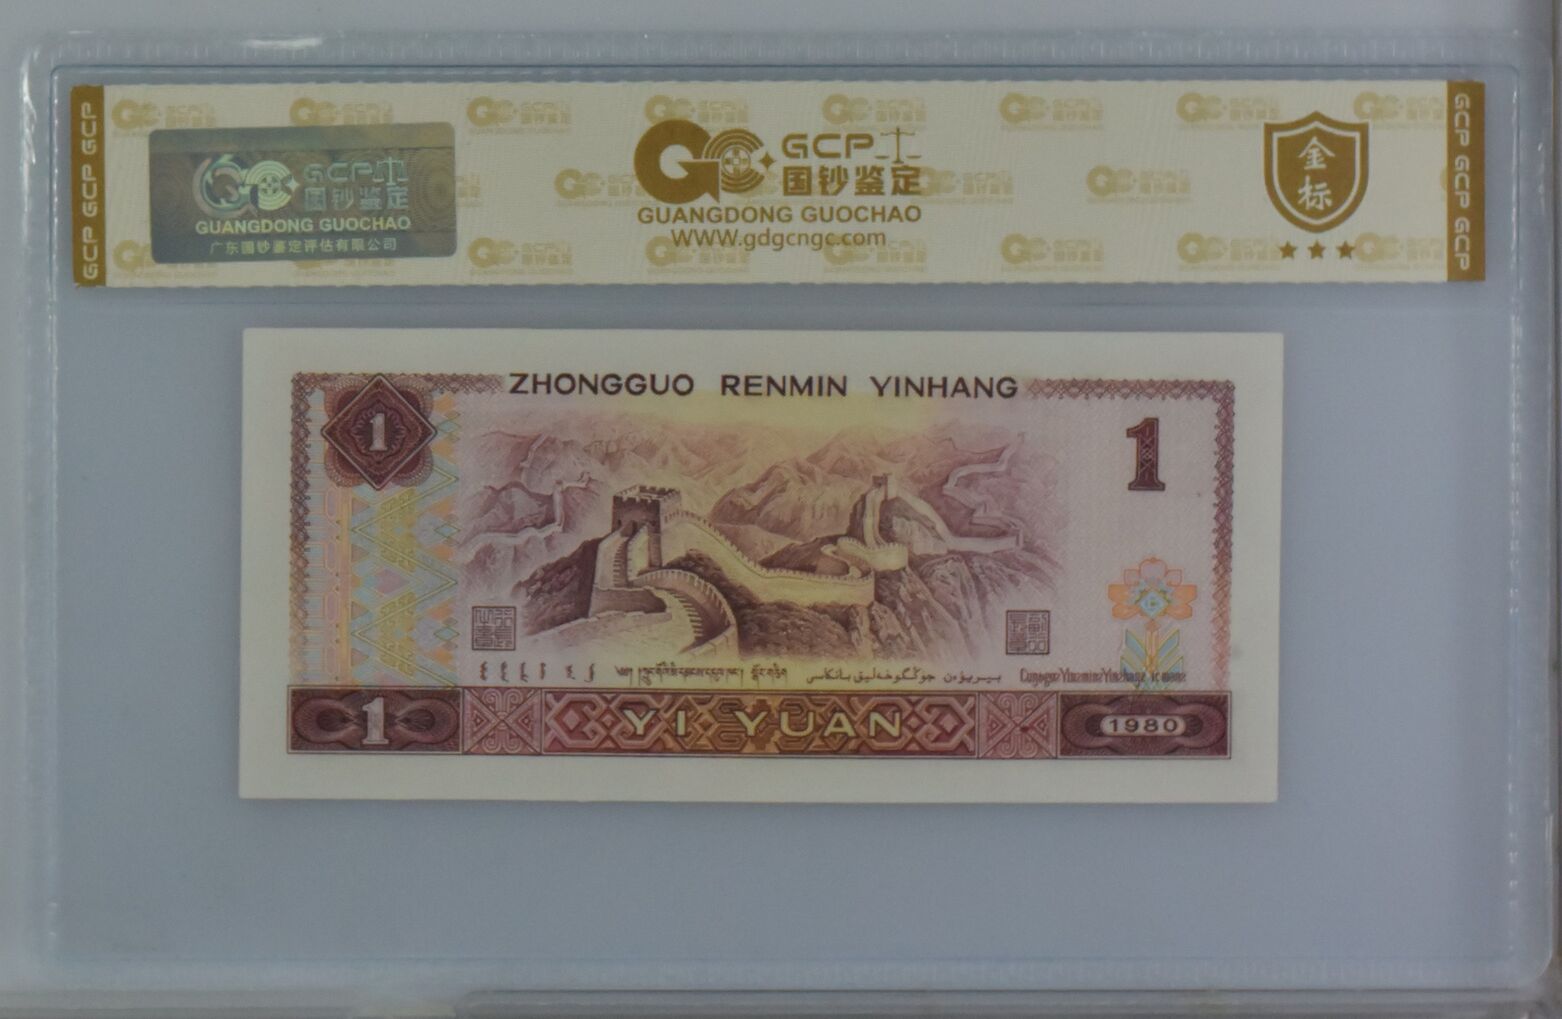 GCP
国钞鉴定
GUANGDONG GUOCHAO
广东国钞鉴定评估有限公司
GCP
国钞鉴定
GUANGDONG GUOCHAO
WWW.gdgcngc.com
金
标
GCP GCP GCP
GCP GCP GCP
ZHONGGUO RENMIN YINHANG
1
1
1
YI YUAN
1980